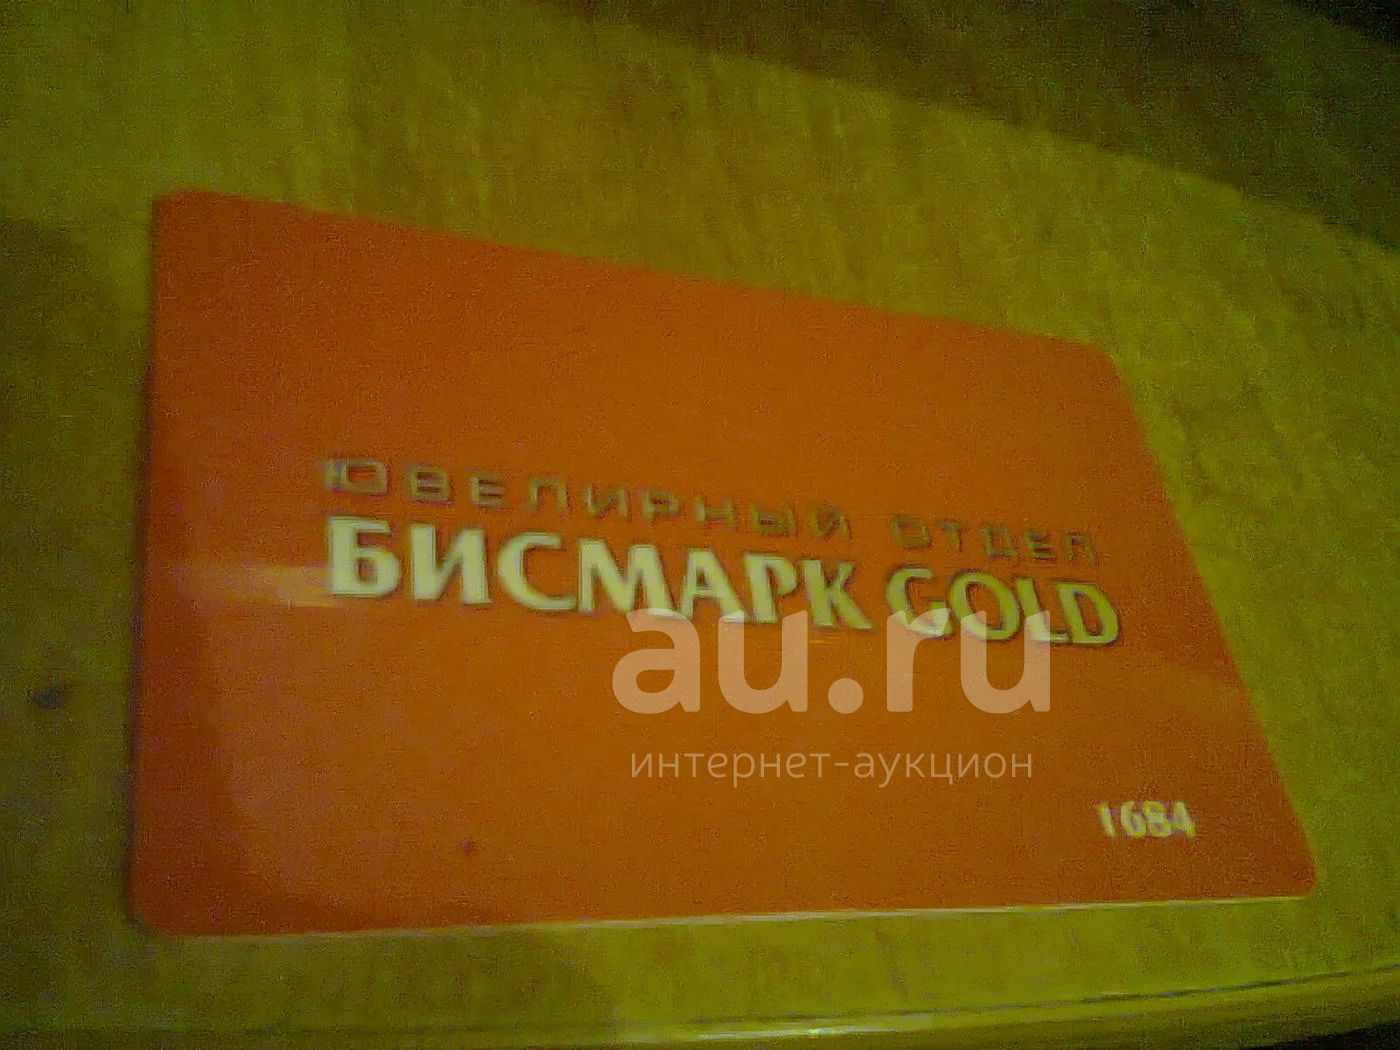 ЮВЕЛИРНЫЙ ОТДЕЛ
БИСМАРК GOLD
au.ru
интернет-аукцион
1684